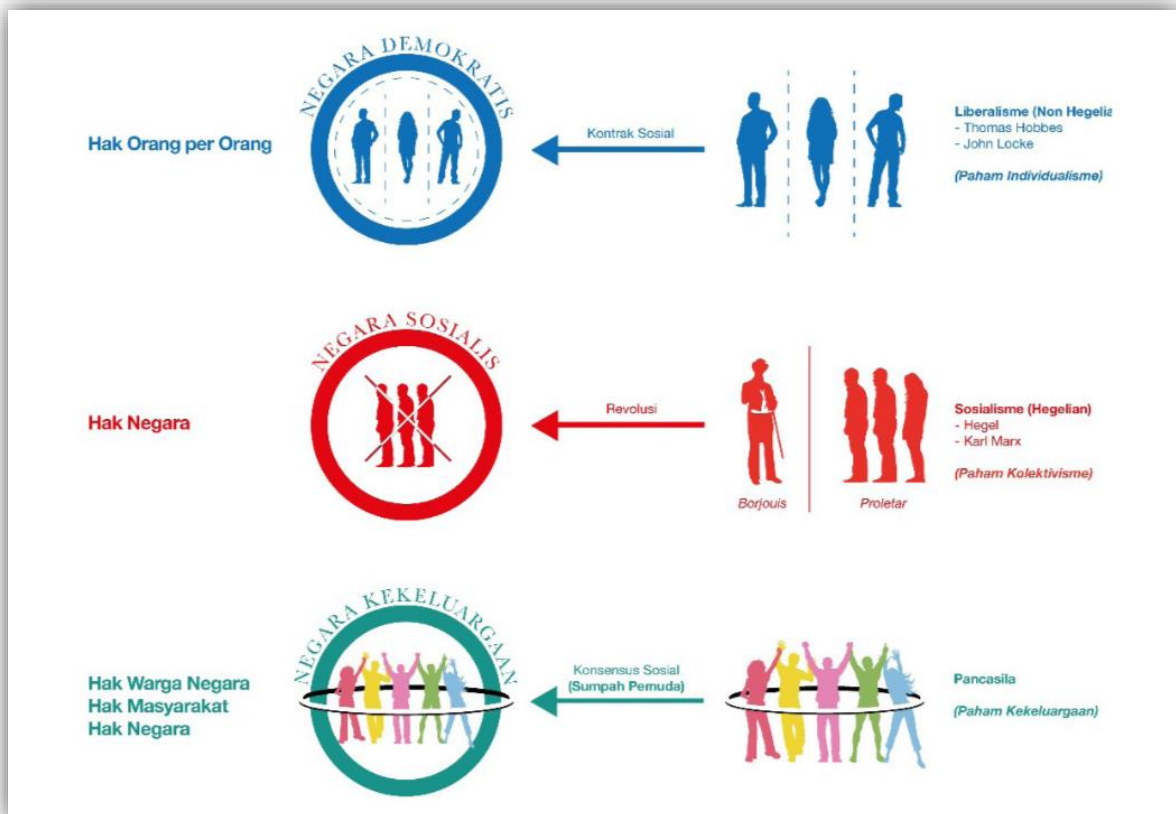 Hak Orang per Orang
NEGARA DEMOKRATIS
Kontrak Sosial
Liberalisme (Non Hegelia
- Thomas Hobbes
- John Locke
(Paham Individualisme)
Hak Negara
NEGARA SOSIALIS
Revolusi
Borjouis
Proletar
Sosialisme (Hegelian)
- Hegel
- Karl Marx
(Paham Kolektivisme)
Hak Warga Negara
Hak Masyarakat
Hak Negara
NEGARA KEKELUARGAAN
Konsensus Sosial
(Sumpah Pemuda)
Pancasila
(Paham Kekeluargaan)